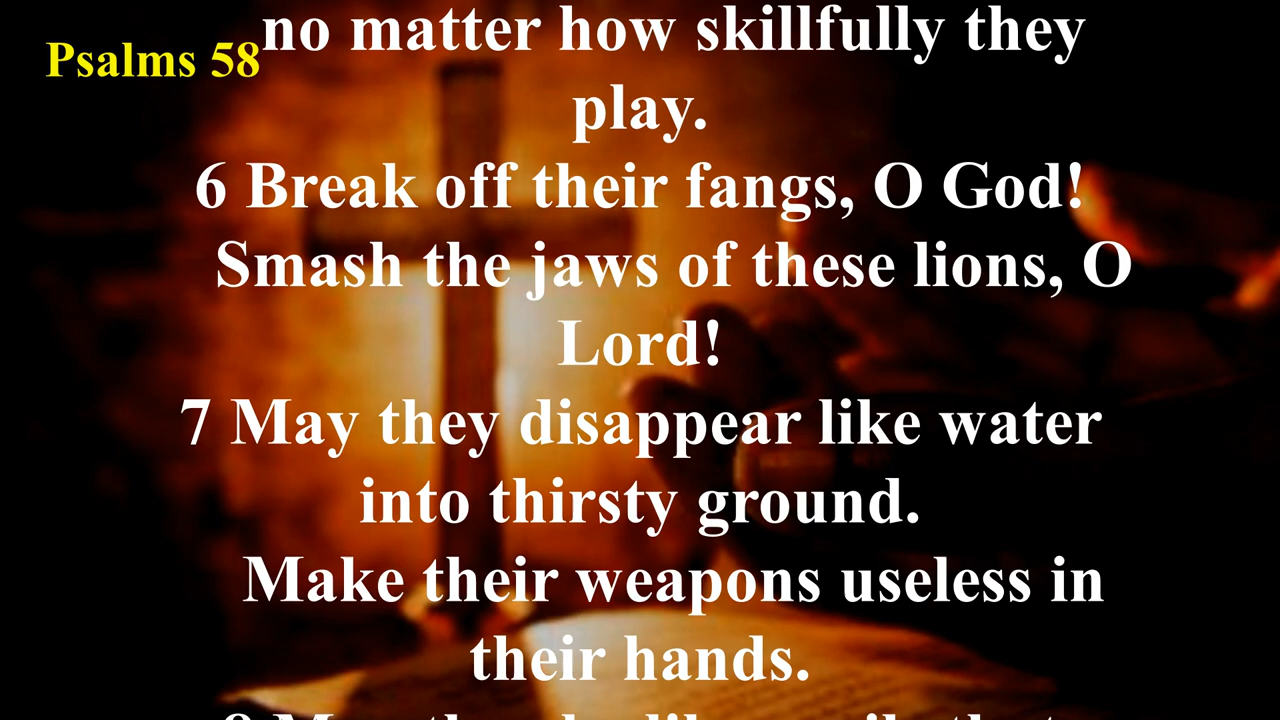 Psalms 58
no matter how skillfully they
play.
6 Break off their fangs, O God!
Smash the jaws of these lions, O
Lord!
7 May they disappear like water
into thirsty ground.
Make their weapons useless in
their hands.